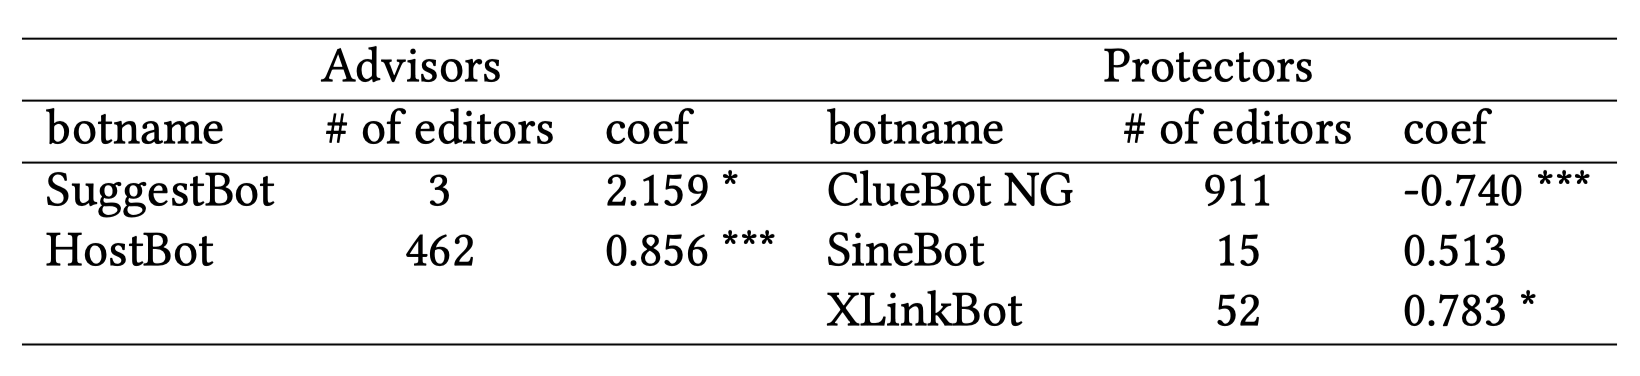 Advisors Protectors
botname # of editors coef botname # of editors coef
SuggestBot 3 2.159 * ClueBot NG 911 -0.740 ***
HostBot 462 0.856 *** SineBot 15 0.513
XLinkBot 52 0.783 *